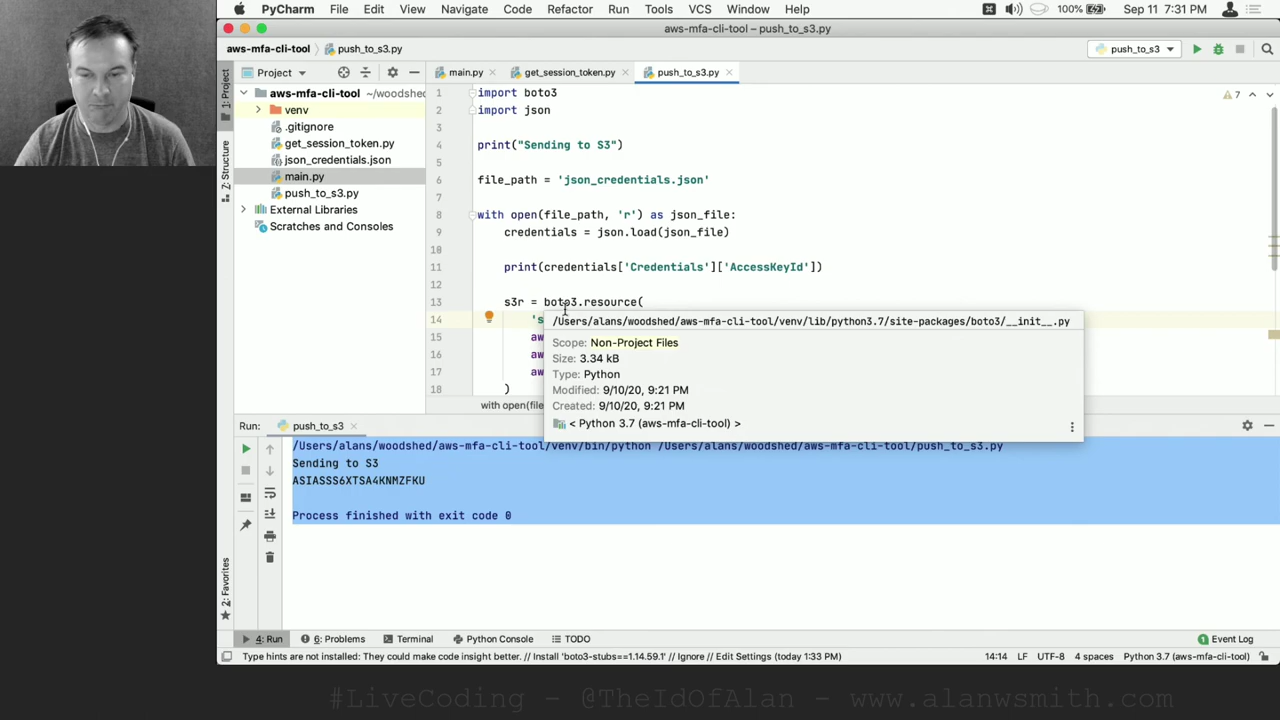 PyCharm File Edit View Navigate Code Refactor Run Tools VCS Window Help 100% Sep 11 7:31 PM
aws-mfa-cli-tool – push_to_s3.py
aws-mfa-cli-tool push_to_s3.py push_to_s3
1: Project
Z: Structure
2: Favorites
Project
main.py get_session_token.py push_to_s3.py
aws-mfa-cli-tool ~/woodshed
venv
.gitignore
get_session_token.py
json_credentials.json
main.py
push_to_s3.py
External Libraries
Scratches and Consoles
7
1 import boto3
2 import json
3
4 print("Sending to S3")
5
6 file_path = 'json_credentials.json'
7
8 with open(file_path, 'r') as json_file:
9 credentials = json.load(json_file)
10
11 print(credentials['Credentials']['AccessKeyId'])
12
13 s3r = boto3.resource(
14 's
15 aw
16 aw
17 aw
18 )
with open(file
/Users/alans/woodshed/aws-mfa-cli-tool/venv/lib/python3.7/site-packages/boto3/__init__.py
Scope: Non-Project Files
Size: 3.34 kB
Type: Python
Modified: 9/10/20, 9:21 PM
Created: 9/10/20, 9:21 PM
< Python 3.7 (aws-mfa-cli-tool) >
Run: push_to_s3
/Users/alans/woodshed/aws-mfa-cli-tool/venv/bin/python /Users/alans/woodshed/aws-mfa-cli-tool/push_to_s3.py
Sending to S3
ASIASSS6XTSA4KNMZFKU
Process finished with exit code 0
4: Run 6: Problems Terminal Python Console TODO 1 Event Log
Type hints are not installed: They could make code insight better. // Install 'boto3-stubs==1.14.59.1' // Ignore // Edit Settings (today 1:33 PM) 14:14 LF UTF-8 4 spaces Python 3.7 (aws-mfa-cli-tool)
#LiveCoding - @TheIdOfAlan - www.alanwsmith.com